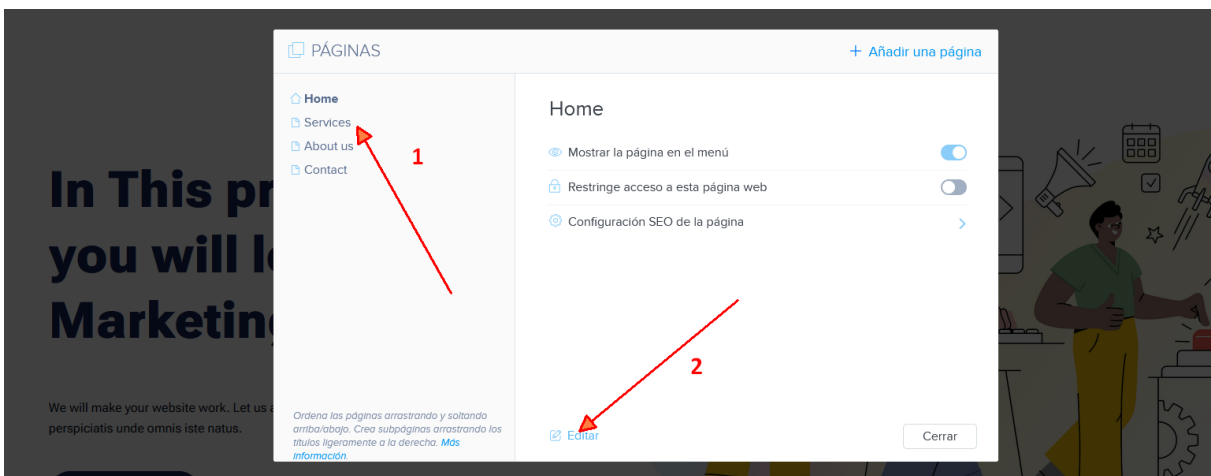 PÁGINAS
+ Añadir una página
Home
Services
About us
Contact
1
Ordena las páginas arrastrando y soltando
arriba/abajo. Crea subpáginas arrastrando los
títulos ligeramente a la derecha. Más
información.
Home
Mostrar la página en el menú
Restringe acceso a esta página web
Configuración SEO de la página
2
Editar
Cerrar
In This pr
you will l
Marketin
We will make your website work. Let us
perspiciatis unde omnis iste natus.